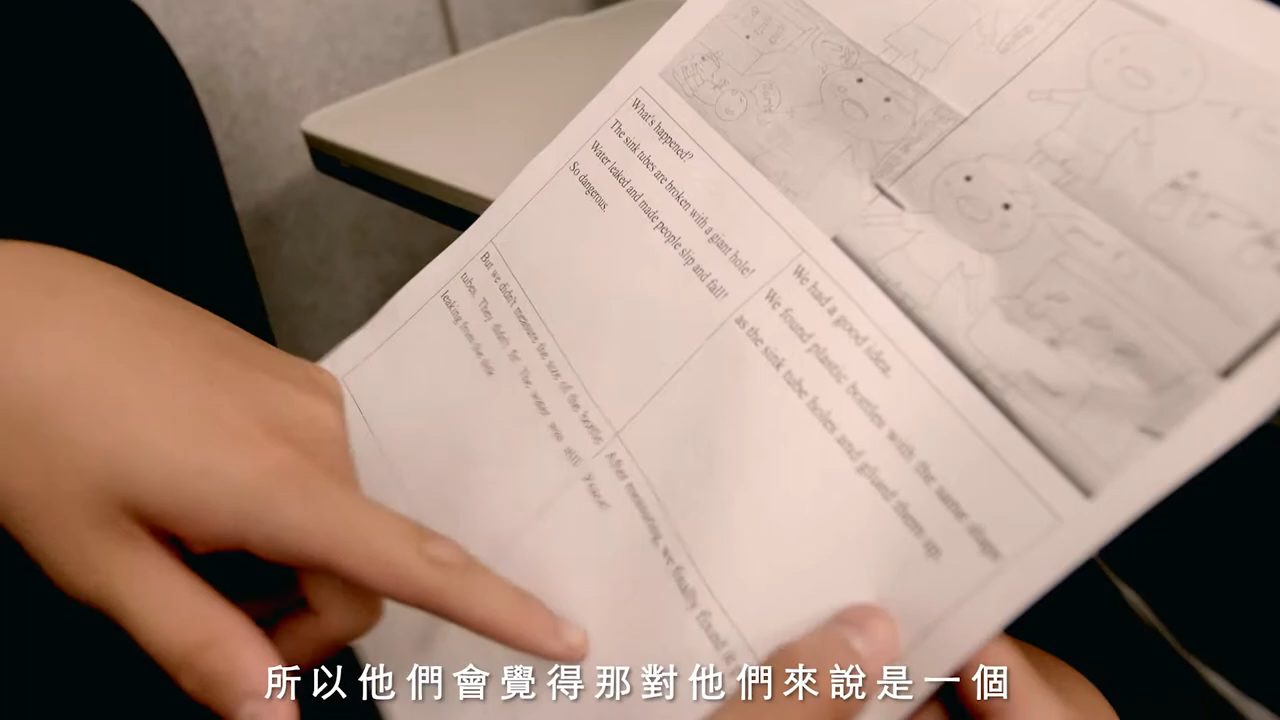 What's happened?
The sink tubes are broken with a giant hole!
Water leaked and made people slip and fall!
So dangerous.
We had a good idea.
We found plastic bottles with the same shape
as the sink tube holes and glued them up.
But we didn't measure the size of the bottle
tubes. They didn't fit. The water was still
leaking from the
After measuring, we finally found
所以他們會覺得那對他們來說是一個